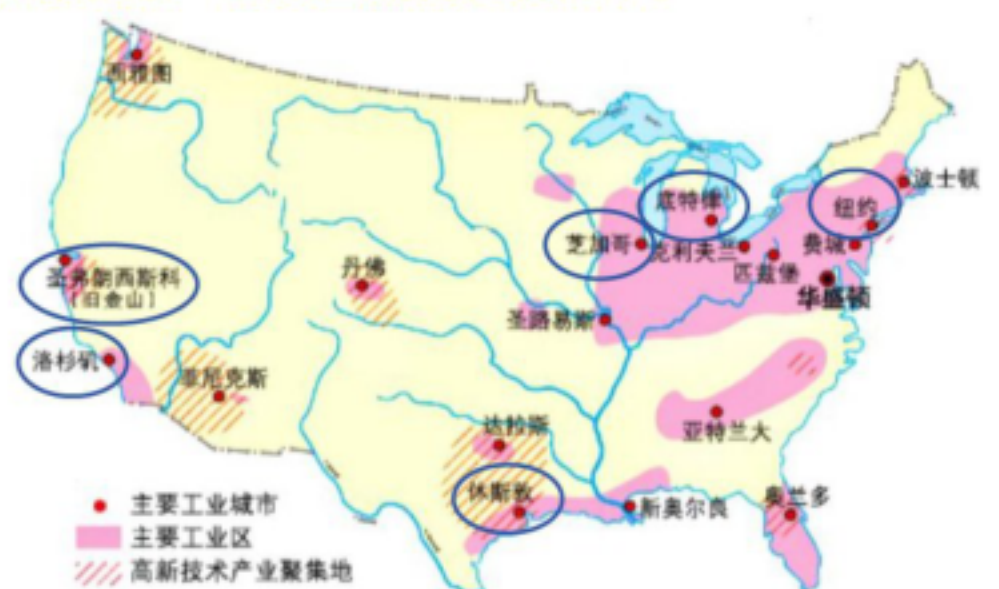 西雅图
波士顿
底特律
纽约
芝加哥
克利夫兰
费城
匹兹堡
华盛顿
圣弗朗西斯科
(旧金山)
丹佛
圣路易斯
洛杉矶
菲尼克斯
达拉斯
亚特兰大
休斯敦
斯奥尔良
奥兰多
主要工业城市
主要工业区
高新技术产业聚集地